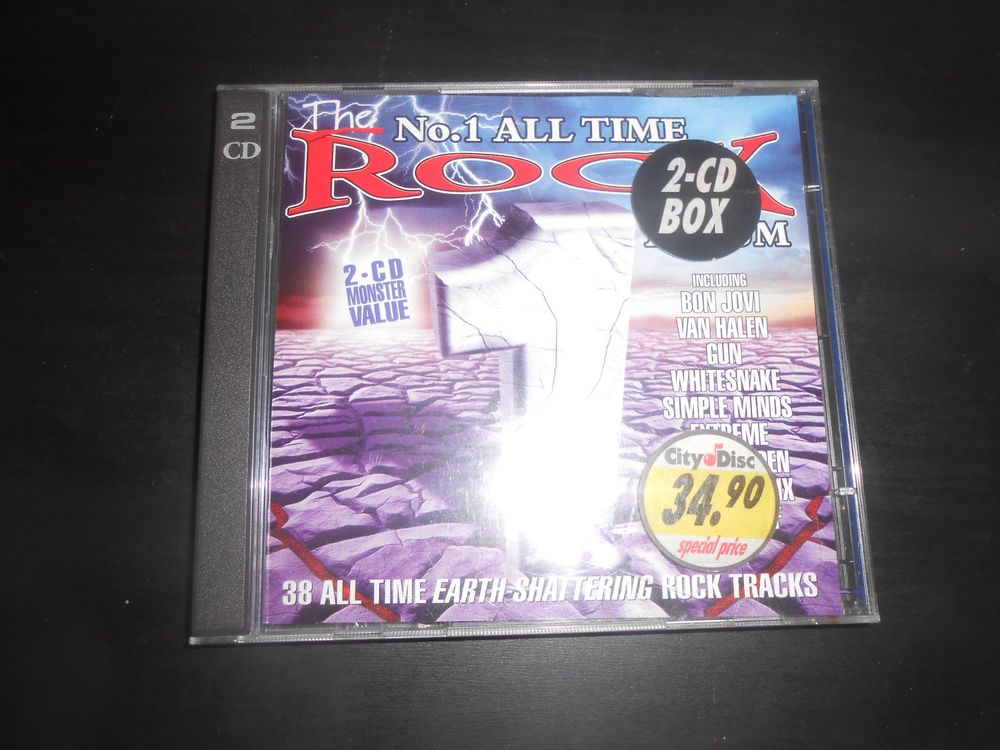 2
CD
The
No.1 ALL TIME
ROCK
2-CD
BOX
2·CD
MONSTER
VALUE
INCLUDING
BON JOVI
VAN HALEN
GUN
WHITESNAKE
SIMPLE MINDS
EXTREME
City Disc
34.90
special price
38 ALL TIME EARTH-SHATTERING ROCK TRACKS